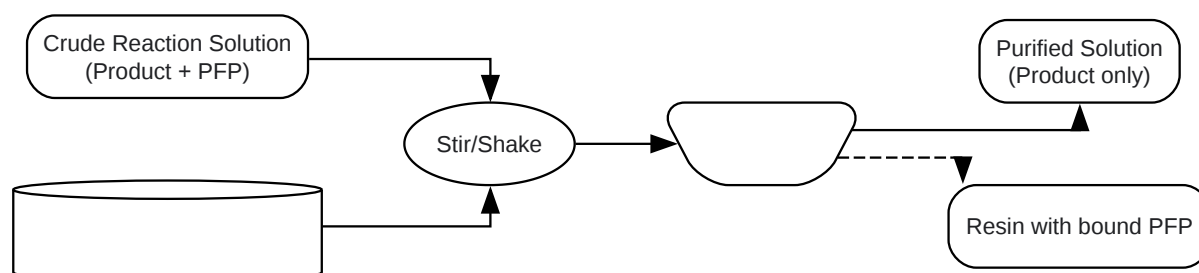 Crude Reaction Solution
(Product + PFP)
Purified Solution
(Product only)
Stir/Shake
Resin with bound PFP